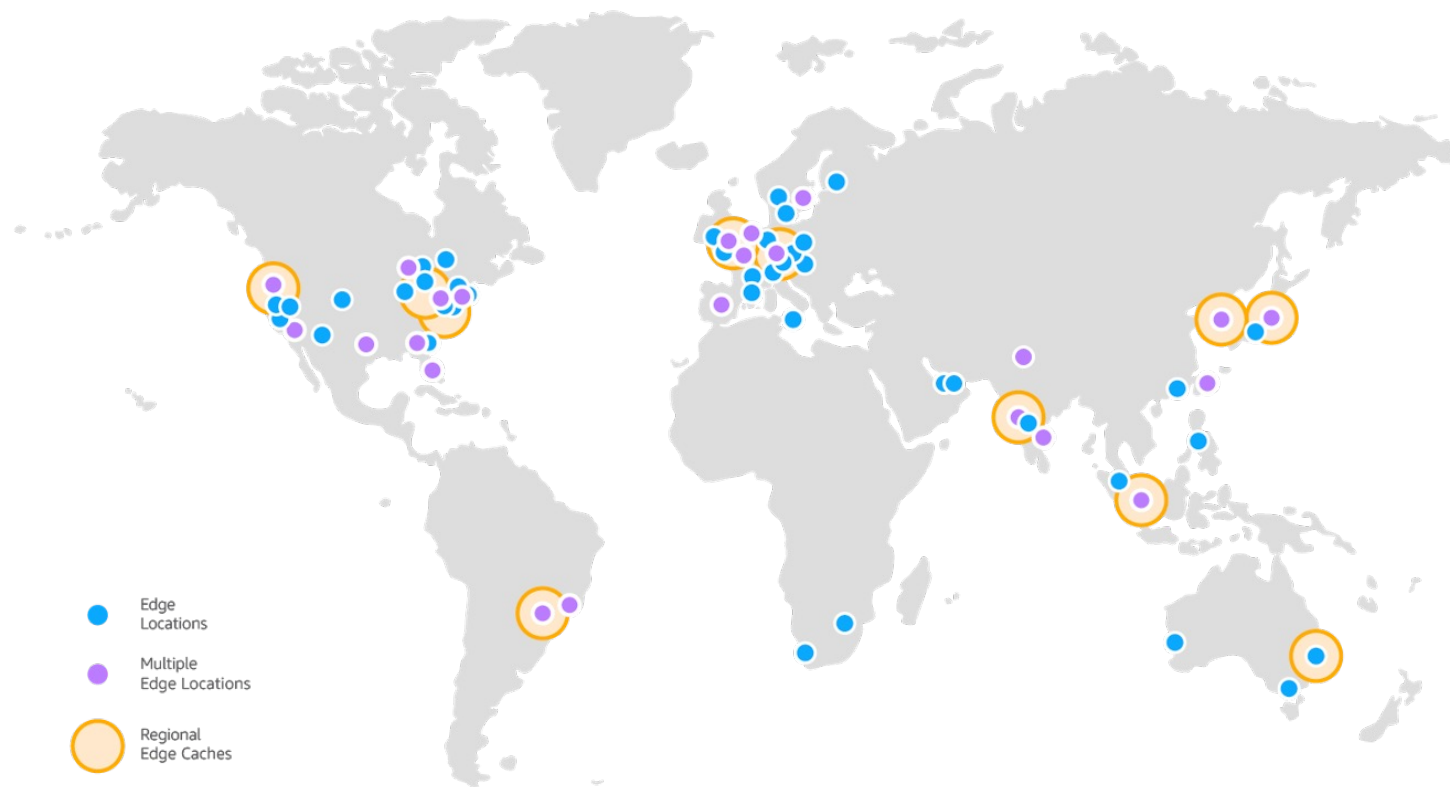 Edge
Locations
Multiple
Edge Locations
Regional
Edge Caches